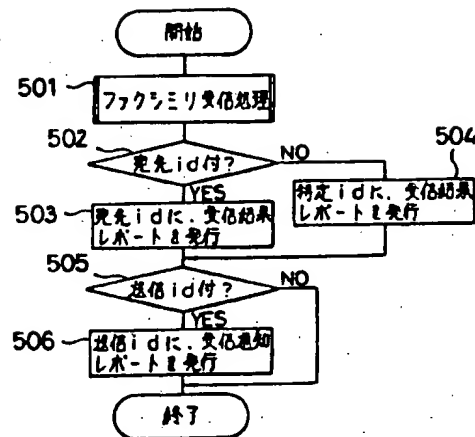 開始
501
ファクシミリ受信処理
502
宛先id付?
NO
504
YES
特定idに、受信結果
レポートを発行
503
宛先idに、受信結果
レポートを発行
505
送信id付?
NO
YES
506
送信idに、受信通知
レポートを発行
終了